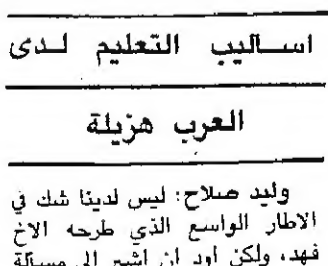 اساليب التعليم لدى
العرب هزيلة
وليد صلاح: ليس لدينا شك في
الاطار الواسع الذي طرحه الاخ
فهد، ولكن اود ان اشير الى مسألة